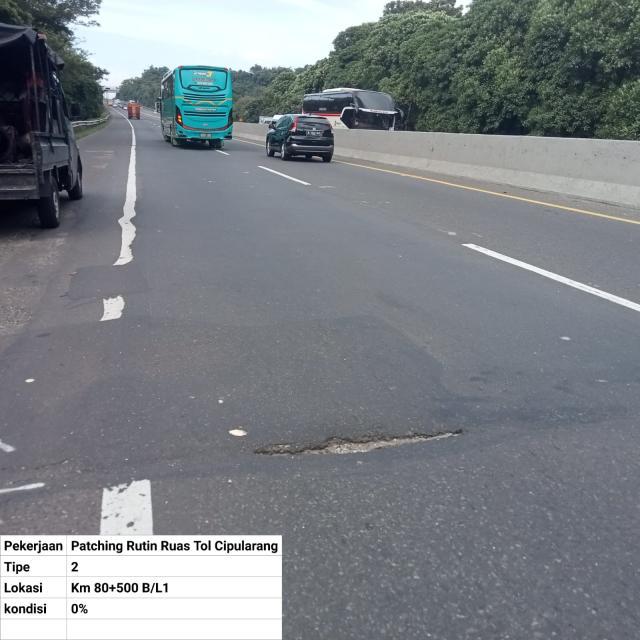 Pekerjaan Patching Rutin Ruas Tol Cipularang
Tipe 2
Lokasi Km 80+500 B/L1
kondisi 0%